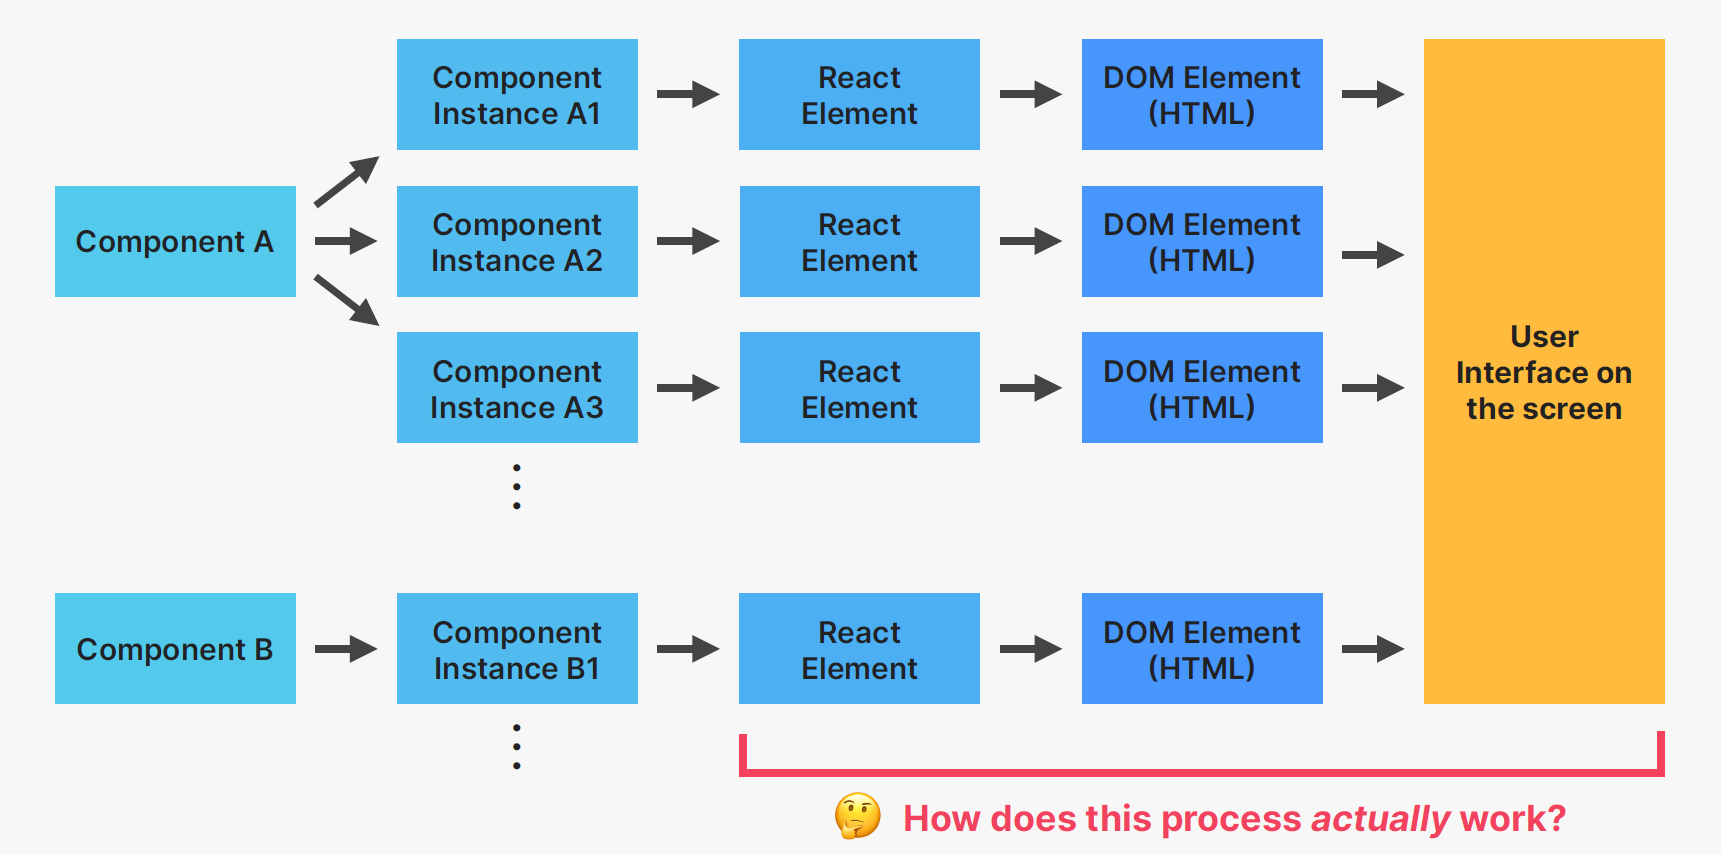 Component
Instance A1
React
Element
DOM Element
(HTML)
Component A
Component
Instance A2
React
Element
DOM Element
(HTML)
Component
Instance A3
React
Element
DOM Element
(HTML)
User
Interface on
the screen
Component B
Component
Instance B1
React
Element
DOM Element
(HTML)
🤔 How does this process actually work?